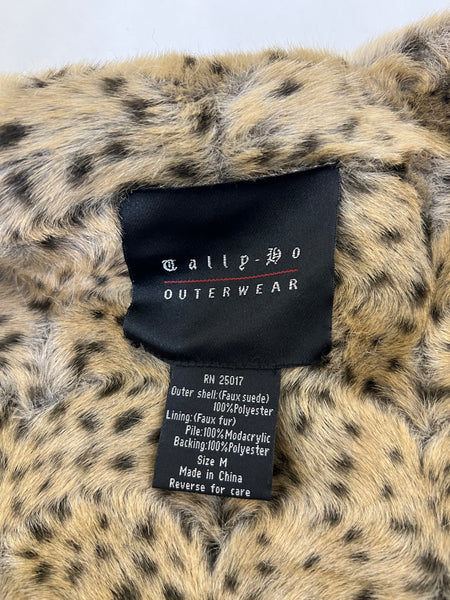 Tally-Ho
OUTERWEAR
RN 25017
Outer shell:(Faux suede)
100%Polyester
Lining:(Faux fur)
Pile:100%Modacrylic
Backing:100%Polyester
Size M
Made in China
Reverse for care